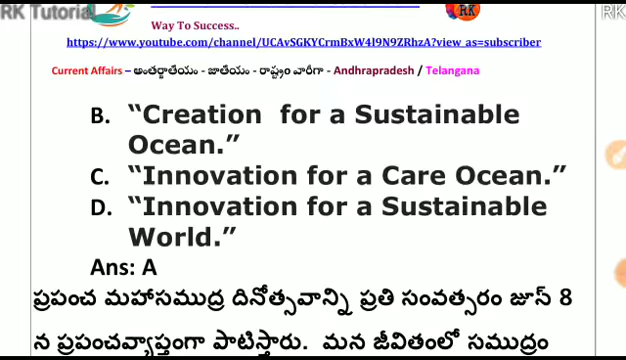 RK Tutorial
RK
RK
Way To Success..
https://www.youtube.com/channel/UCAvSGKYCrmBxW4l9N9ZRhzA?view_as=subscriber
Current Affairs – అంతర్జాతీయం - జాతీయం - రాష్ట్రం వారీగా - Andhrapradesh / Telangana
B. “Creation for a Sustainable
Ocean.”
C. “Innovation for a Care Ocean.”
D. “Innovation for a Sustainable
World.”
Ans: A
ప్రపంచ మహాసముద్ర దినోత్సవాన్ని ప్రతి సంవత్సరం జూన్ 8
న ప్రపంచవ్యాప్తంగా పాటిస్తారు. మన జీవితంలో సముద్రం